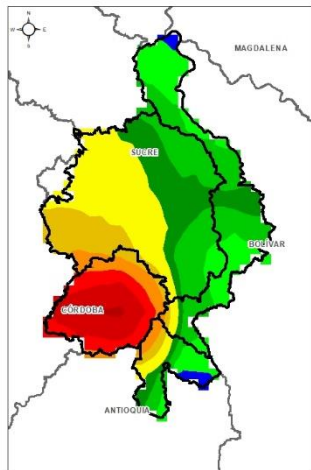 N
W E
S
MAGDALENA
SUCRE
BOLIVAR
CÓRDOBA
ANTIOQUIA